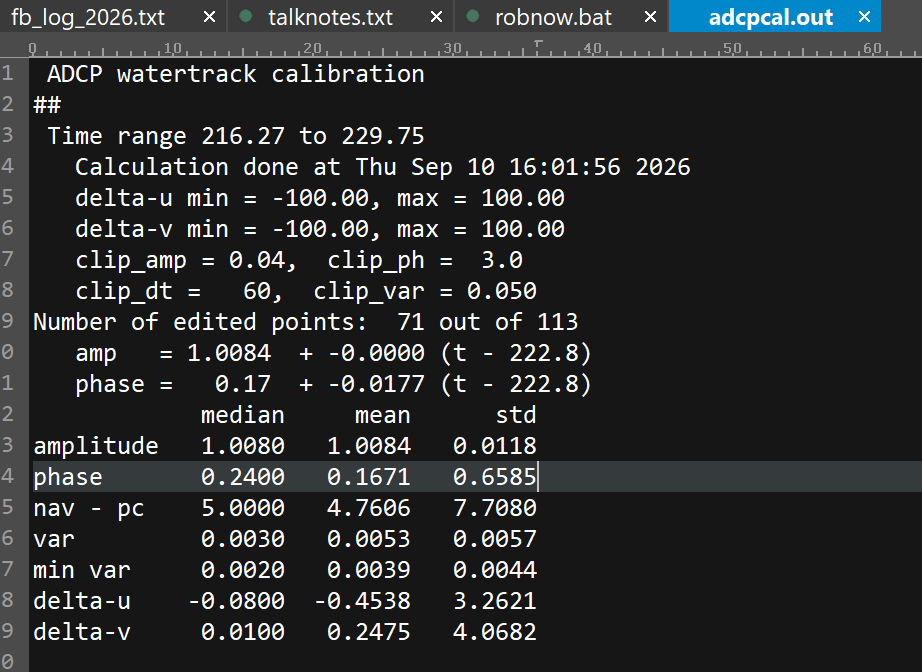 fb_log_2026.txt × talknotes.txt × robnow.bat × adcpcal.out ×
0 10 20 30 40 50 60
1 ADCP watertrack calibration
2 ##
3 Time range 216.27 to 229.75
4 Calculation done at Thu Sep 10 16:01:56 2026
5 delta-u min = -100.00, max = 100.00
6 delta-v min = -100.00, max = 100.00
7 clip_amp = 0.04, clip_ph = 3.0
8 clip_dt = 60, clip_var = 0.050
9 Number of edited points: 71 out of 113
0 amp = 1.0084 + -0.0000 (t - 222.8)
1 phase = 0.17 + -0.0177 (t - 222.8)
2 median mean std
3 amplitude 1.0080 1.0084 0.0118
4 phase 0.2400 0.1671 0.6585
5 nav - pc 5.0000 4.7606 7.7080
6 var 0.0030 0.0053 0.0057
7 min var 0.0020 0.0039 0.0044
8 delta-u -0.0800 -0.4538 3.2621
9 delta-v 0.0100 0.2475 4.0682
0